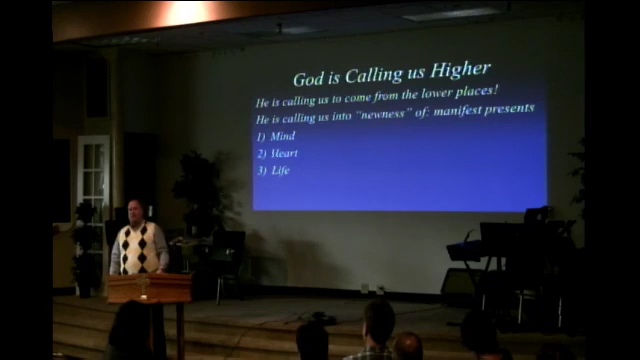 God is Calling us Higher
He is calling us to come from the lower places!
He is calling us into "newness" of: manifest presents
1) Mind
2) Heart
3) Life